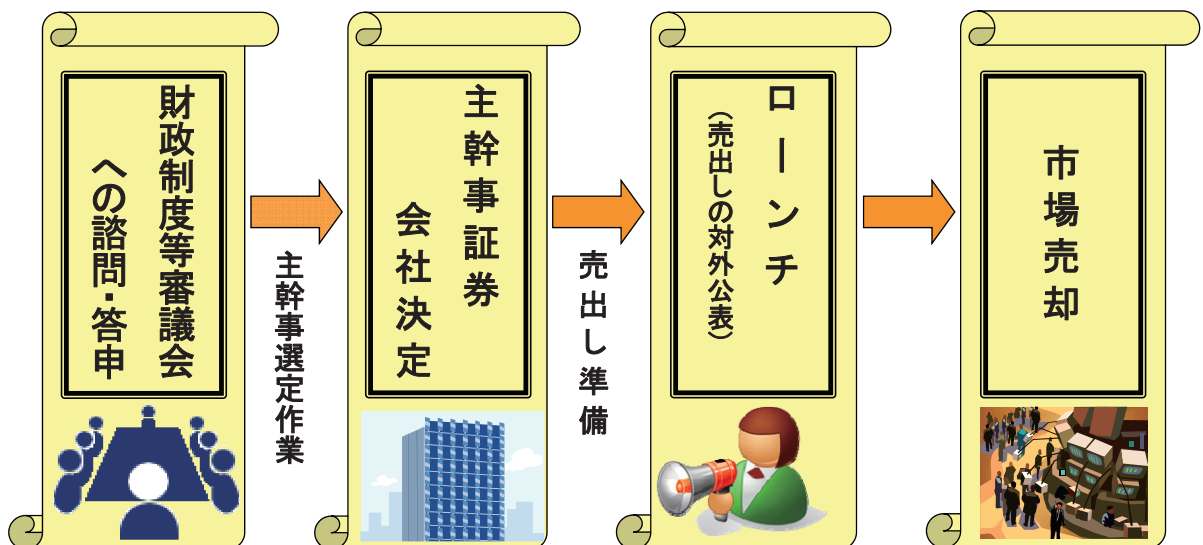 財政制度等審議会
への諮問・答申
主幹事選定作業
主幹事証券
会社決定
売出し準備
ローンチ
(売出しの対外公表)
市場売却